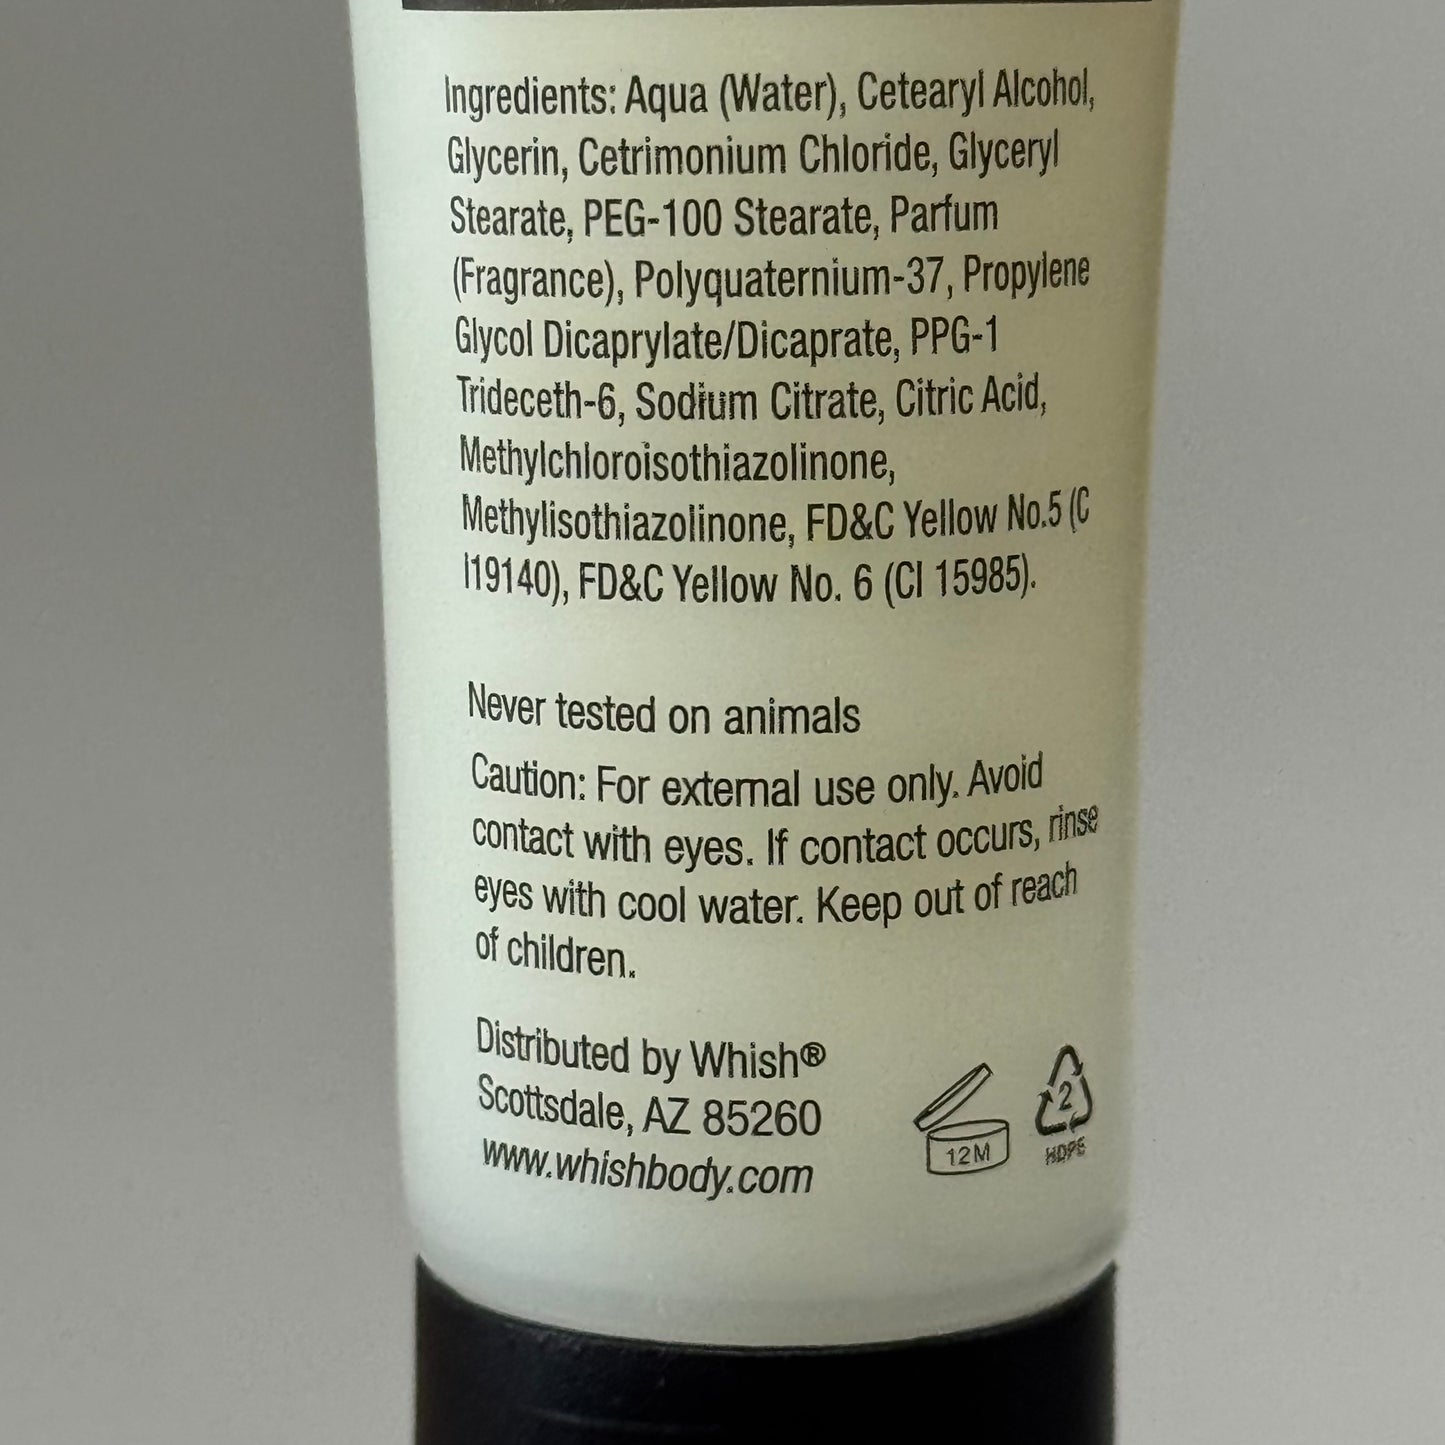 Ingredients: Aqua (Water), Cetearyl Alcohol,
Glycerin, Cetrimonium Chloride, Glyceryl
Stearate, PEG-100 Stearate, Parfum
(Fragrance), Polyquaternium-37, Propylene
Glycol Dicaprylate/Dicaprate, PPG-1
Trideceth-6, Sodium Citrate, Citric Acid,
Methylchloroisothiazolinone,
Methylisothiazolinone, FD&C Yellow No.5 (C
I19140), FD&C Yellow No. 6 (CI 15985).
Never tested on animals
Caution: For external use only. Avoid
contact with eyes. If contact occurs, rinse
eyes with cool water. Keep out of reach
of children.
Distributed by Whish®
Scottsdale, AZ 85260
www.whishbody.com
12M
2
HDPE